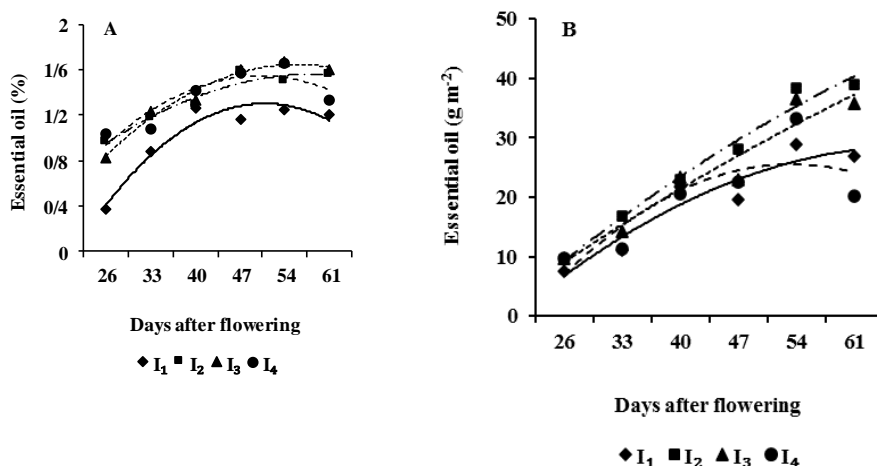 A
Essential oil (%)
2
1/6
1/2
0/8
0/4
0
26 33 40 47 54 61
Days after flowering
I₁ I₂ I₃ I₄
B
Essential oil (g m⁻²)
50
40
30
20
10
0
26 33 40 47 54 61
Days after flowering
I₁ I₂ I₃ I₄